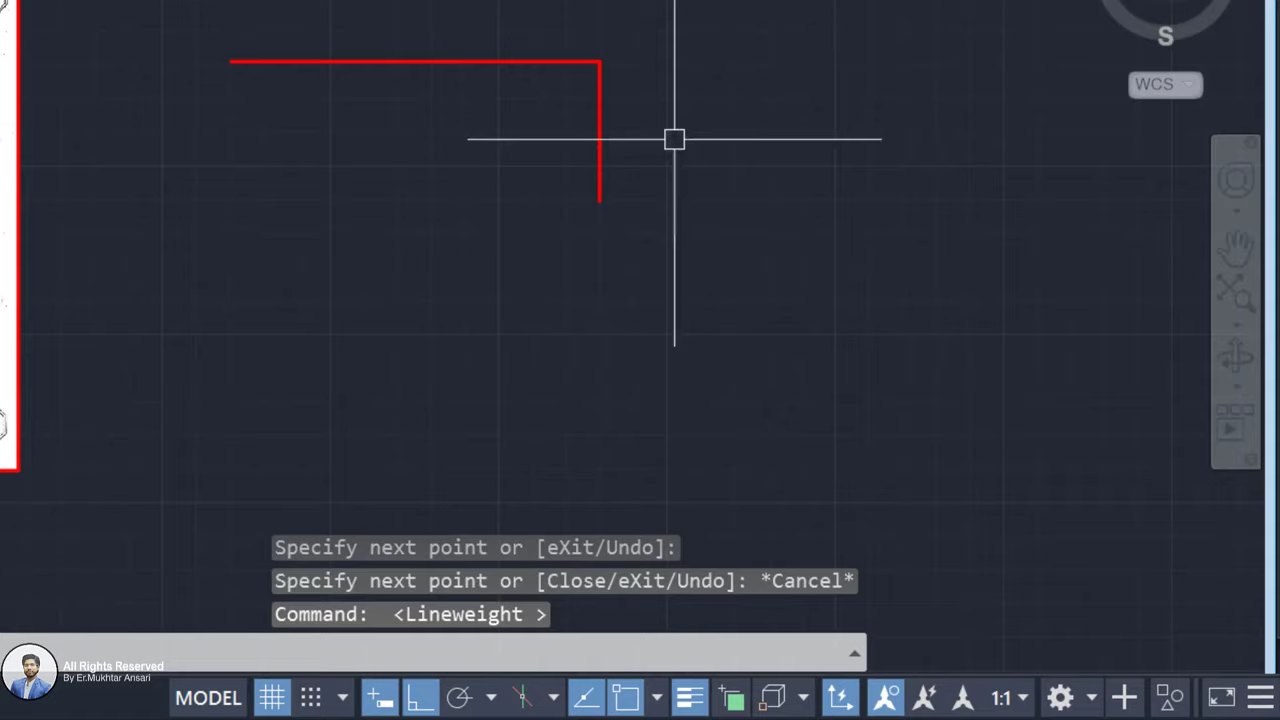 S
WCS
Specify next point or [eXit/Undo]:
Specify next point or [Close/eXit/Undo]: *Cancel*
Command:  <Lineweight >
All Rights Reserved
By Er.Mukhtar Ansari
MODEL
1:1